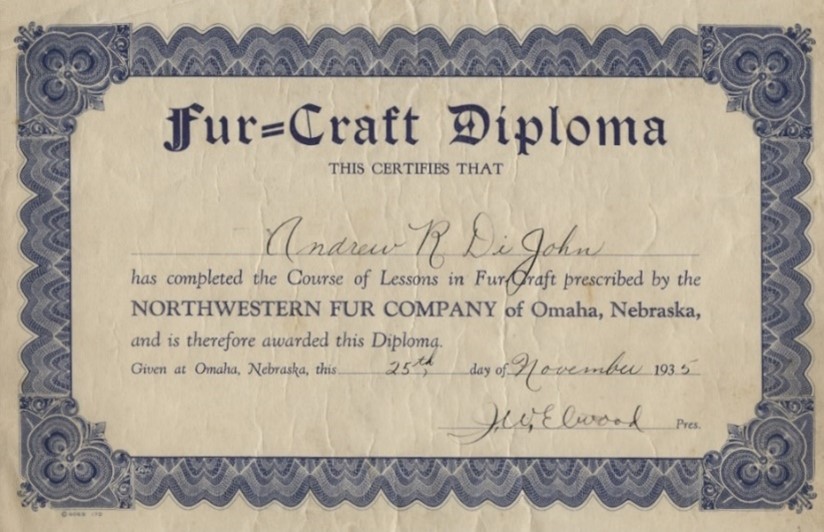 Fur=Craft Diploma
THIS CERTIFIES THAT
Andrew R Di John
has completed the Course of Lessons in Fur-Craft prescribed by the
NORTHWESTERN FUR COMPANY of Omaha, Nebraska,
and is therefore awarded this Diploma.
Given at Omaha, Nebraska, this 25th day of November 1935
J.W. Elwood Pres.